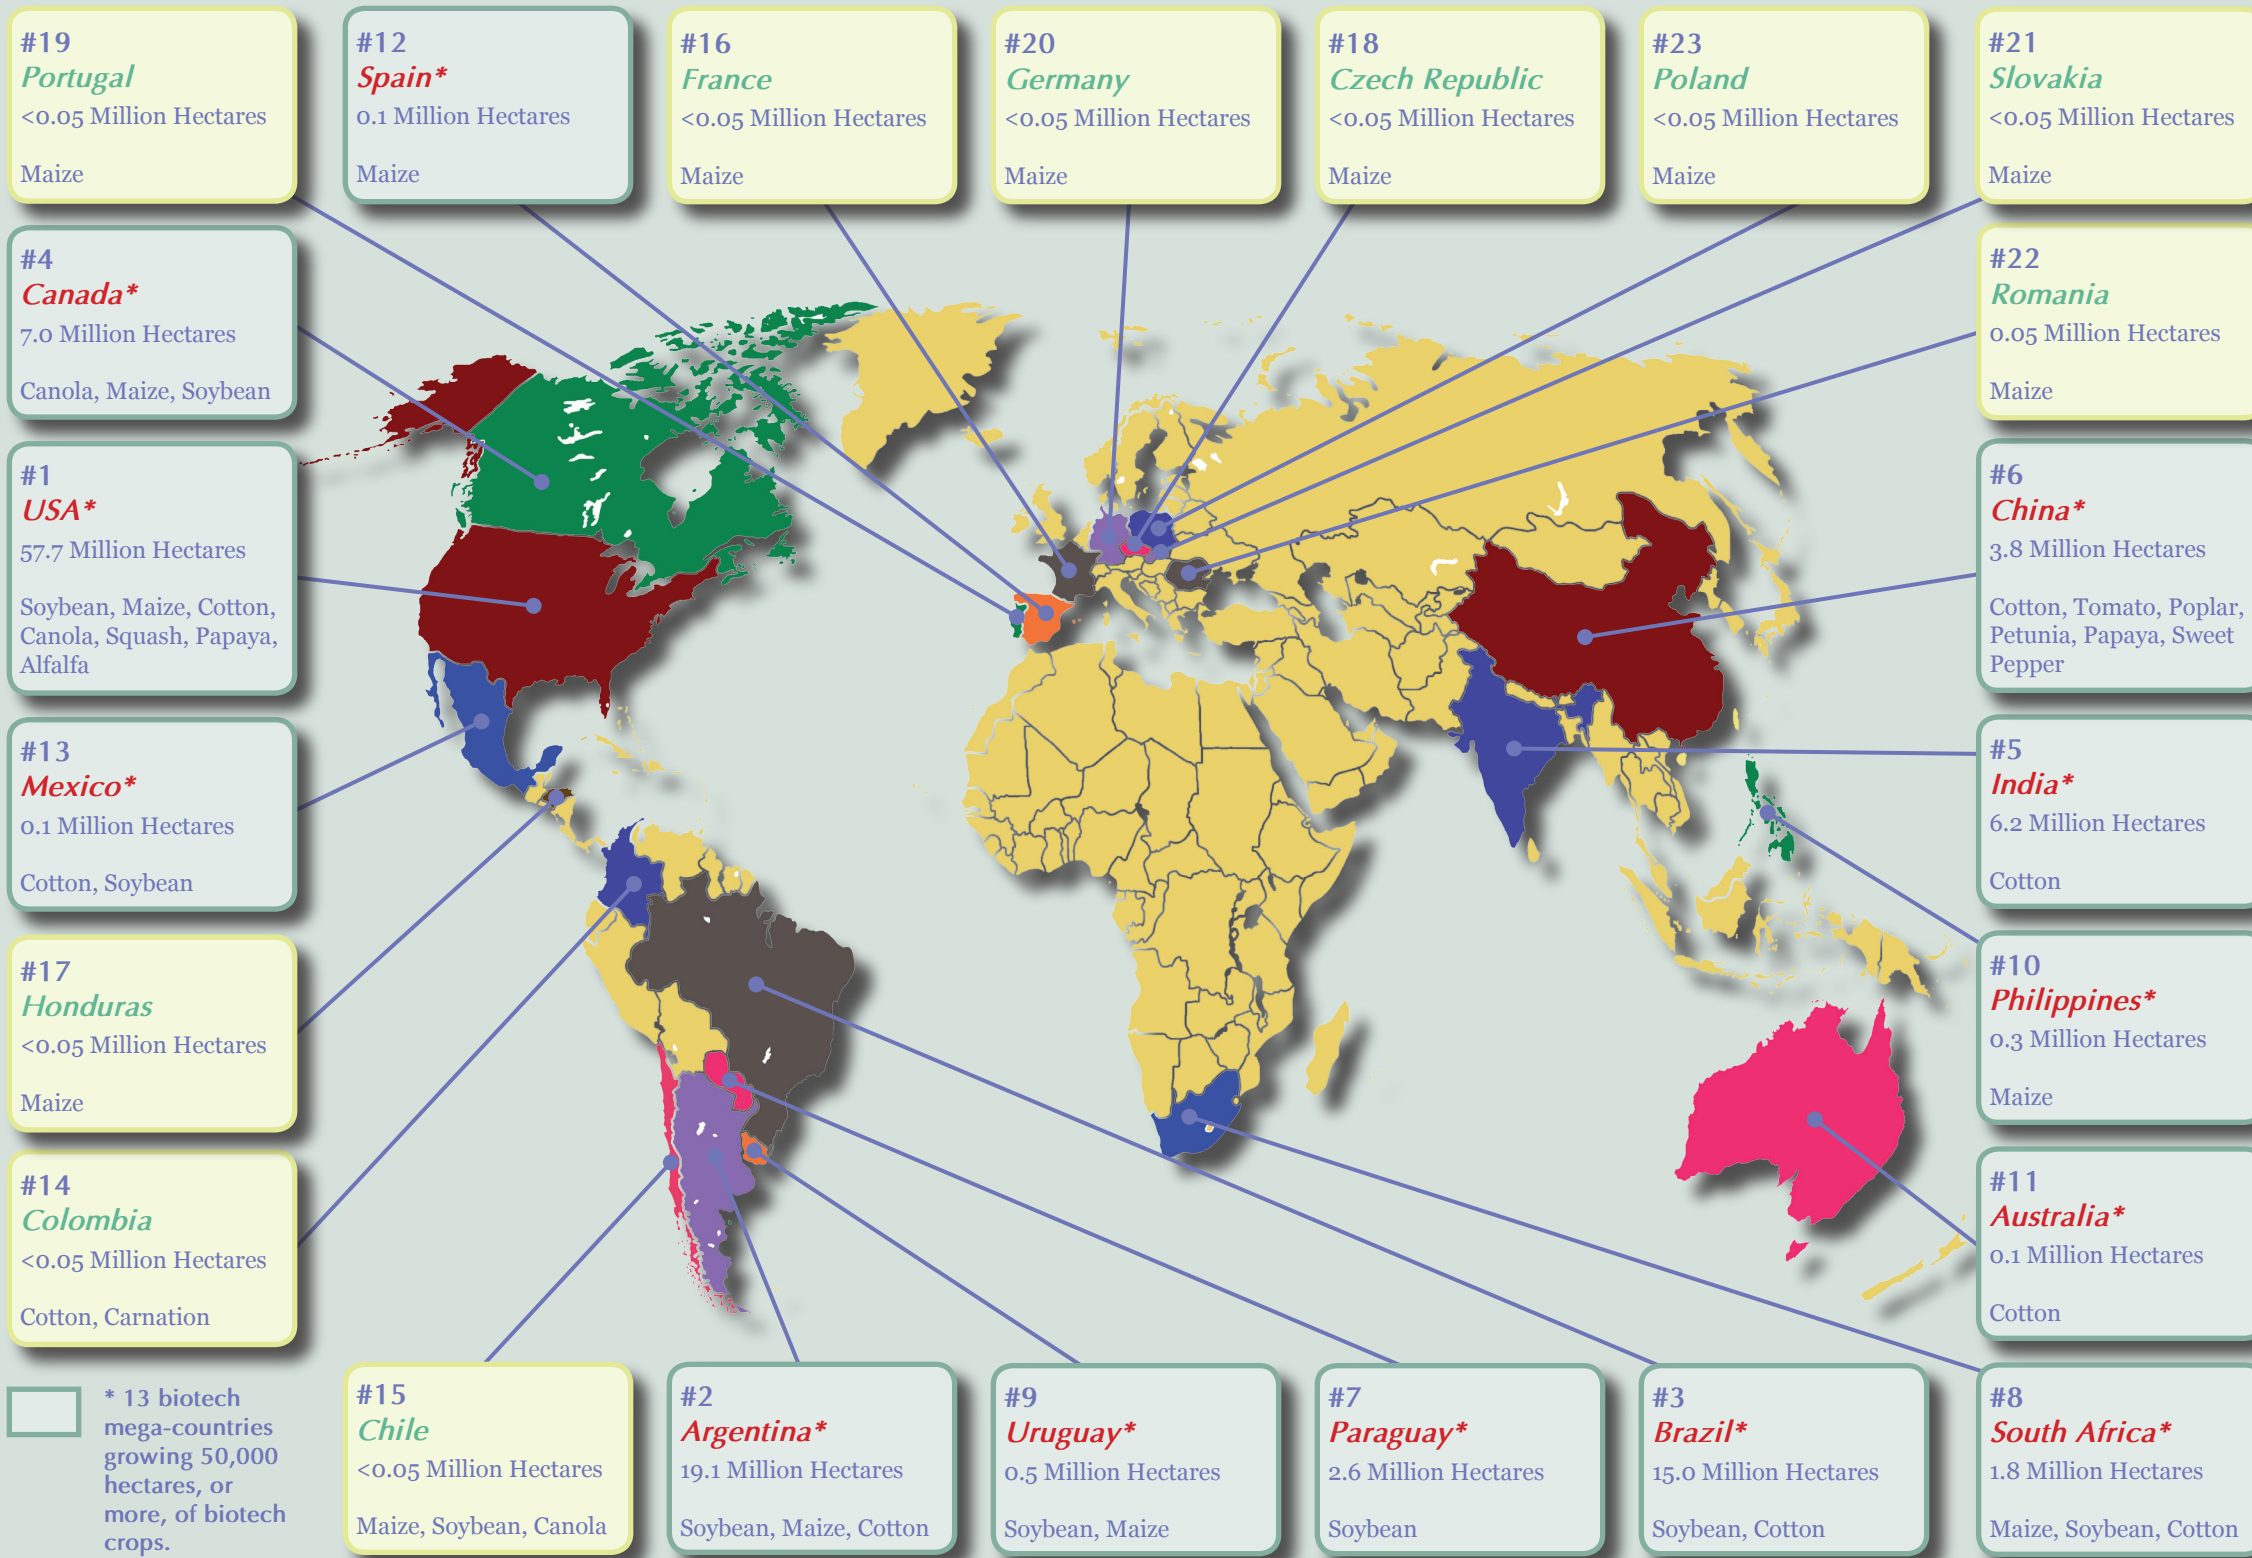 #19
Portugal
<0.05 Million Hectares
Maize
#12
Spain*
0.1 Million Hectares
Maize
#16
France
<0.05 Million Hectares
Maize
#20
Germany
<0.05 Million Hectares
Maize
#18
Czech Republic
<0.05 Million Hectares
Maize
#23
Poland
<0.05 Million Hectares
Maize
#21
Slovakia
<0.05 Million Hectares
Maize
#4
Canada*
7.0 Million Hectares
Canola, Maize, Soybean
#22
Romania
0.05 Million Hectares
Maize
#1
USA*
57.7 Million Hectares
Soybean, Maize, Cotton,
Canola, Squash, Papaya,
Alfalfa
#6
China*
3.8 Million Hectares
Cotton, Tomato, Poplar,
Petunia, Papaya, Sweet
Pepper
#13
Mexico*
0.1 Million Hectares
Cotton, Soybean
#5
India*
6.2 Million Hectares
Cotton
#17
Honduras
<0.05 Million Hectares
Maize
#10
Philippines*
0.3 Million Hectares
Maize
#14
Colombia
<0.05 Million Hectares
Cotton, Carnation
#11
Australia*
0.1 Million Hectares
Cotton
* 13 biotech
mega-countries
growing 50,000
hectares, or
more, of biotech
crops.
#15
Chile
<0.05 Million Hectares
Maize, Soybean, Canola
#2
Argentina*
19.1 Million Hectares
Soybean, Maize, Cotton
#9
Uruguay*
0.5 Million Hectares
Soybean, Maize
#7
Paraguay*
2.6 Million Hectares
Soybean
#3
Brazil*
15.0 Million Hectares
Soybean, Cotton
#8
South Africa*
1.8 Million Hectares
Maize, Soybean, Cotton